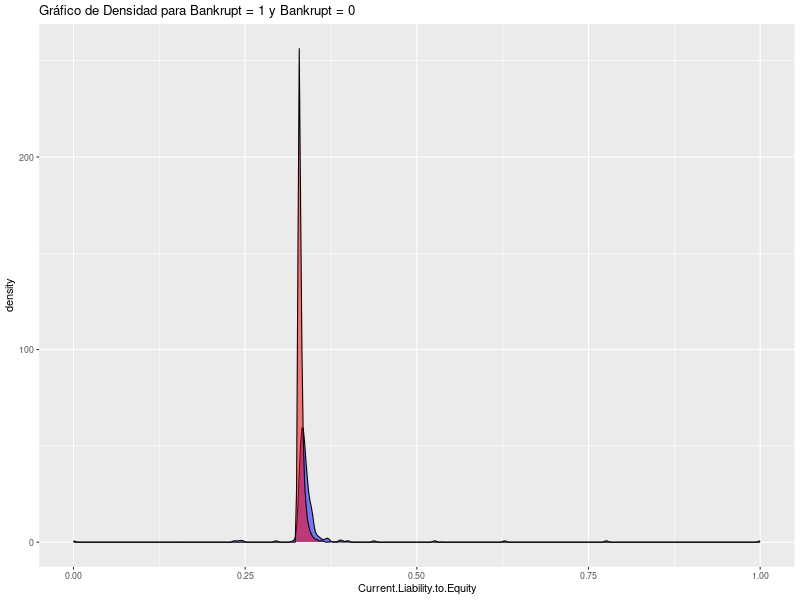 Gráfico de Densidad para Bankrupt = 1 y Bankrupt = 0
200
100
0
density
0.00 0.25 0.50 0.75 1.00
Current.Liability.to.Equity